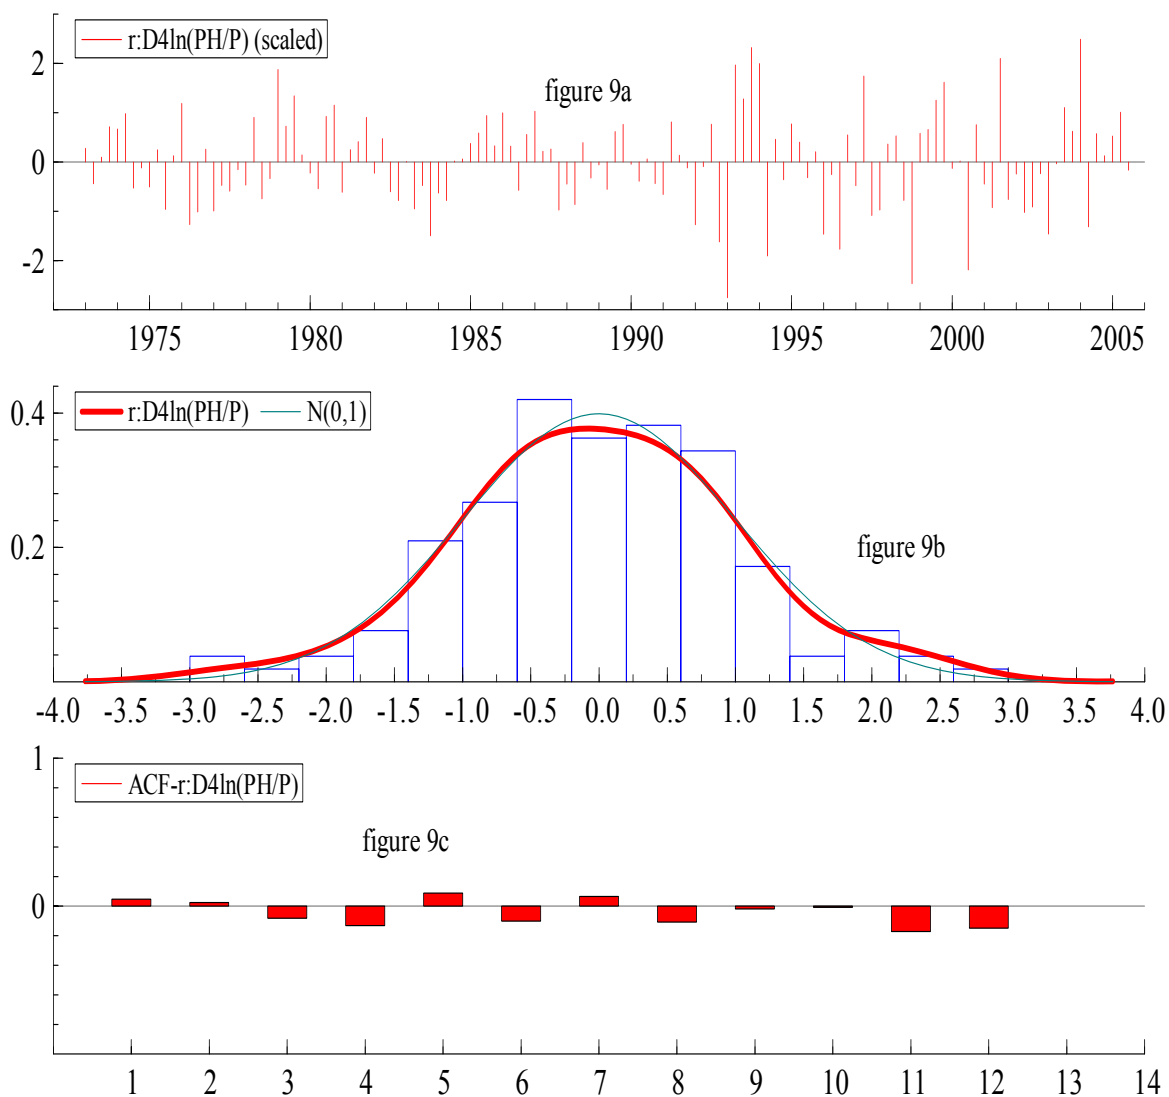 r:D4ln(PH/P) (scaled)
figure 9a
2
0
-2
1975 1980 1985 1990 1995 2000 2005
r:D4ln(PH/P) N(0,1)
0.4
figure 9b
0.2
-4.0 -3.5 -3.0 -2.5 -2.0 -1.5 -1.0 -0.5 0.0 0.5 1.0 1.5 2.0 2.5 3.0 3.5 4.0
1
ACF-r:D4ln(PH/P)
figure 9c
0
1 2 3 4 5 6 7 8 9 10 11 12 13 14